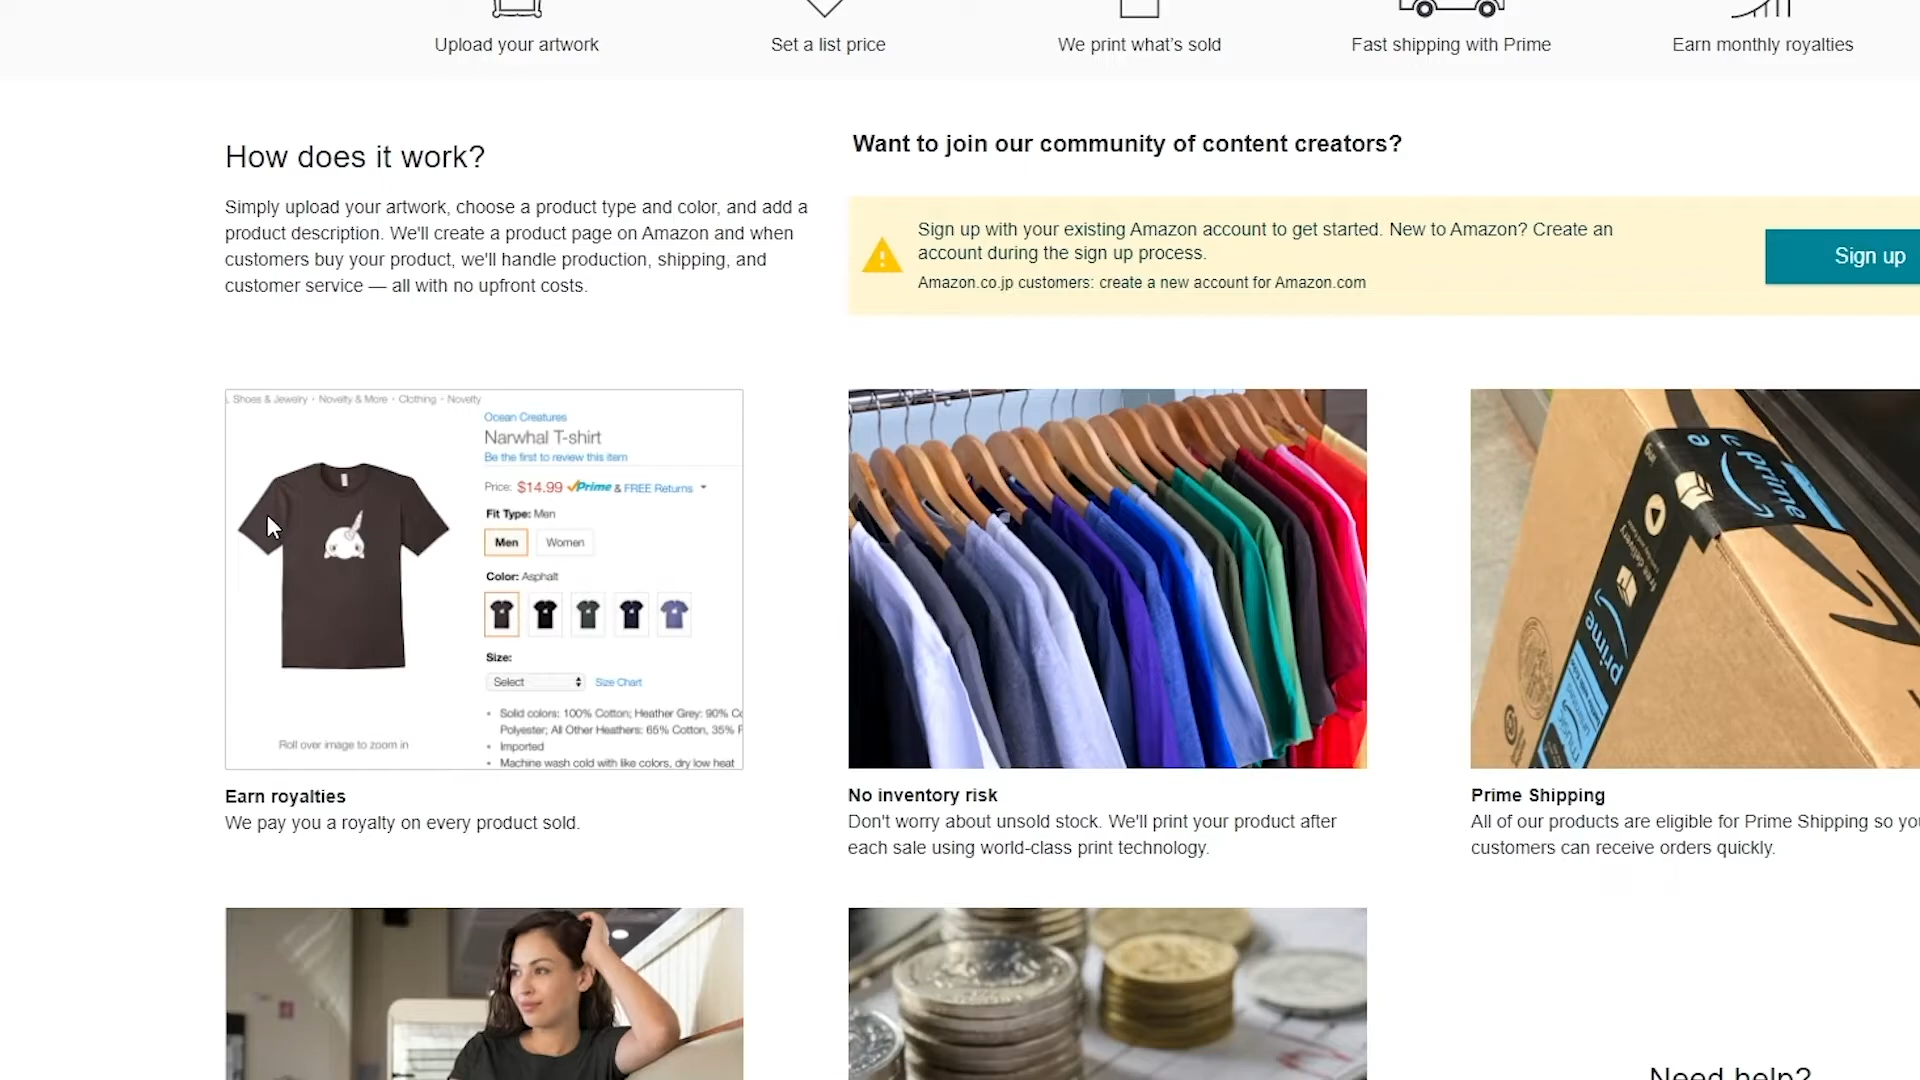 Upload your artwork
Set a list price
We print what's sold
Fast shipping with Prime
Earn monthly royalties
How does it work?
Simply upload your artwork, choose a product type and color, and add a
product description. We'll create a product page on Amazon and when
customers buy your product, we'll handle production, shipping, and
customer service — all with no upfront costs.
Want to join our community of content creators?
Sign up with your existing Amazon account to get started. New to Amazon? Create an
account during the sign up process.
Amazon.co.jp customers: create a new account for Amazon.com
Sign up
Shoes & Jewelry · Novelty & More · Clothing · Novelty
Ocean Creatures
Narwhal T-shirt
Be the first to review this item
Price: $14.99 Prime & FREE Returns
Fit Type: Men
Men Women
Color: Asphalt
Size:
Select Size Chart
• Solid colors: 100% Cotton; Heather Grey: 90%
Polyester; All Other Heathers: 65% Cotton, 35%
• Imported
• Machine wash cold with like colors, dry low heat
Roll over image to zoom in
prime
prime
Earn royalties
We pay you a royalty on every product sold.
No inventory risk
Don't worry about unsold stock. We'll print your product after
each sale using world-class print technology.
Prime Shipping
All of our products are eligible for Prime Shipping so
customers can receive orders quickly.
Need help?